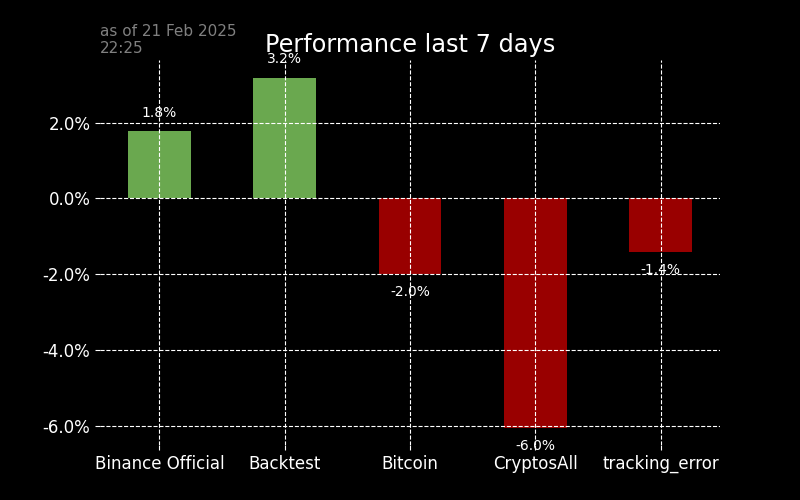 as of 21 Feb 2025
22:25
Performance last 7 days
3.2%
1.8%
2.0%
0.0%
-2.0%
-1.4%
-2.0%
-4.0%
-6.0%
-6.0%
Binance Official
Backtest
Bitcoin
CryptosAll
tracking_error